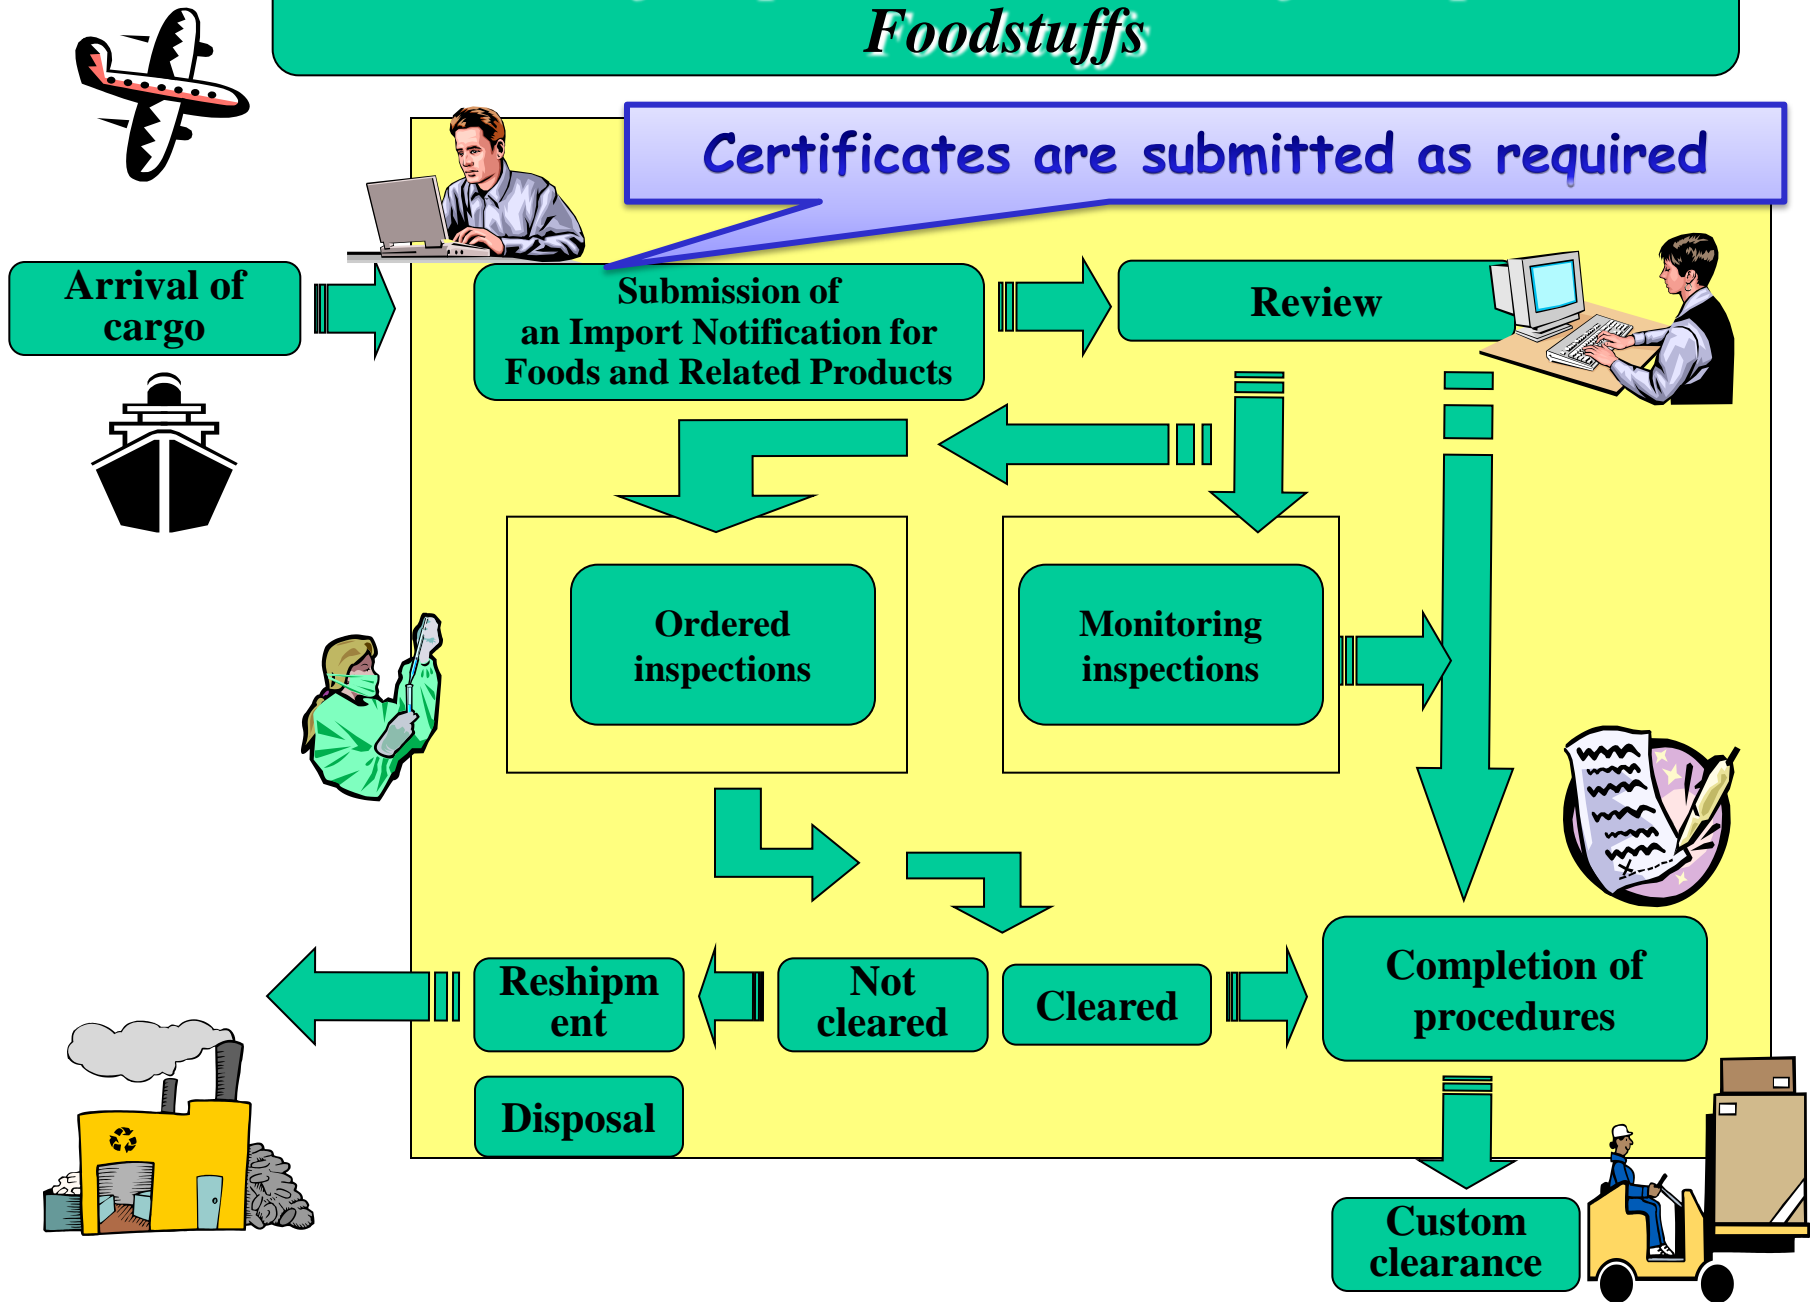 Foodstuffs
Certificates are submitted as required
Arrival of
cargo
Submission of
an Import Notification for
Foods and Related Products
Review
Ordered
inspections
Monitoring
inspections
Reshipm
ent
Not
cleared
Cleared
Completion of
procedures
Disposal
Custom
clearance